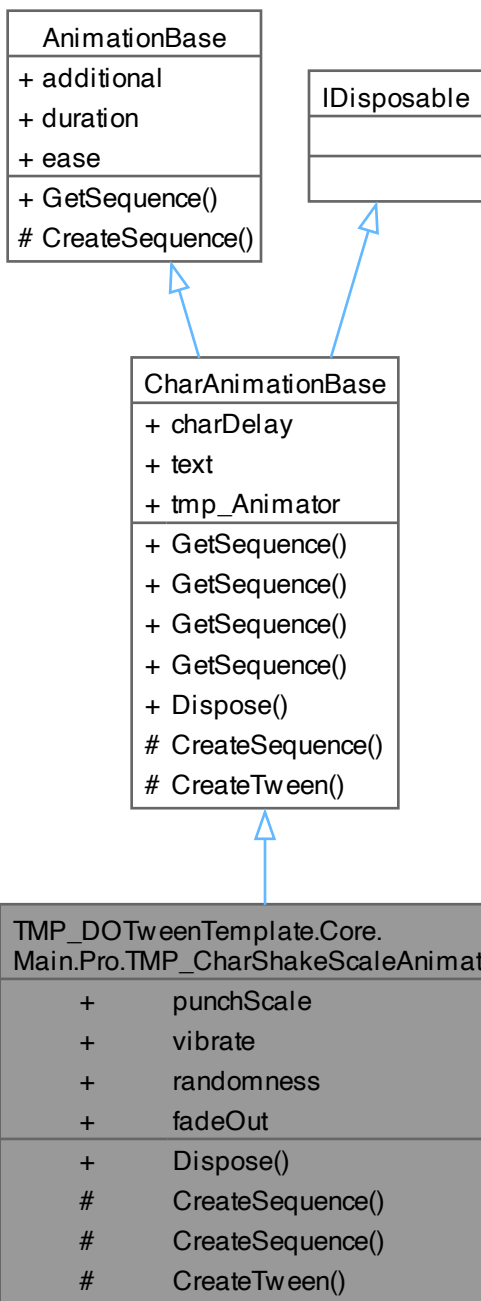 AnimationBase
+ additional
+ duration
+ ease
+ GetSequence()
# CreateSequence()
IDisposable
CharAnimationBase
+ charDelay
+ text
+ tmp_Animator
+ GetSequence()
+ GetSequence()
+ GetSequence()
+ GetSequence()
+ Dispose()
# CreateSequence()
# CreateTween()
TMP_DOTweenTemplate.Core.
Main.Pro.TMP_CharShakeScaleAnimat
+ punchScale
+ vibrate
+ randomness
+ fadeOut
+ Dispose()
# CreateSequence()
# CreateSequence()
# CreateTween()